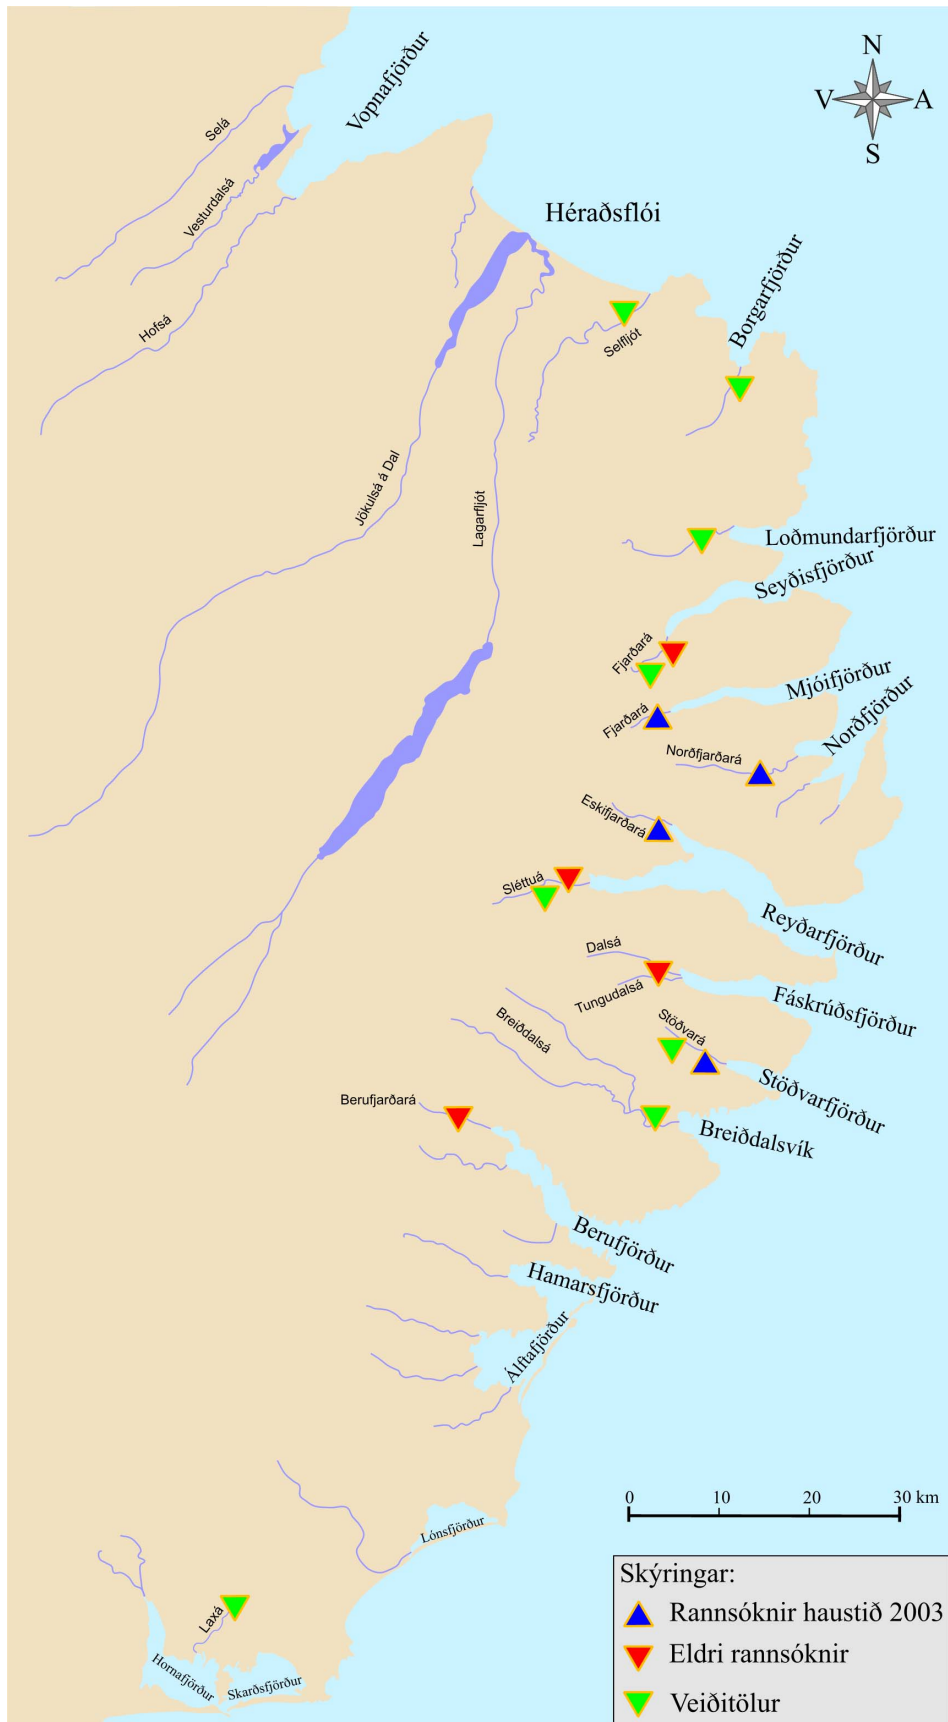 N
V
A
S
Vopnafjörður
Selá
Vesturdalsá
Héraðsflói
Hofsá
Borgarfjörður
Selfljót
Jökulsá á Dal
Lagarfljót
Loðmundarfjörður
Seyðisfjörður
Fjarðará
Mjóifjörður
Fjarðará
Norðfjörður
Norðfjarðará
Eskifjarðará
Sléttuá
Reyðarfjörður
Dalsá
Tungudalsá
Fáskrúðsfjörður
Stöðvará
Breiðdalsá
Stöðvarfjörður
Berufjarðará
Breiðdalsvík
Berufjörður
Hamarsfjörður
Álftafjörður
0 10 20 30 km
Lónsfjörður
Laxá
Hornafjörður
Skarðsfjörður
Skýringar:
Rannsóknir haustið 2003
Eldri rannsóknir
Veiðitölur